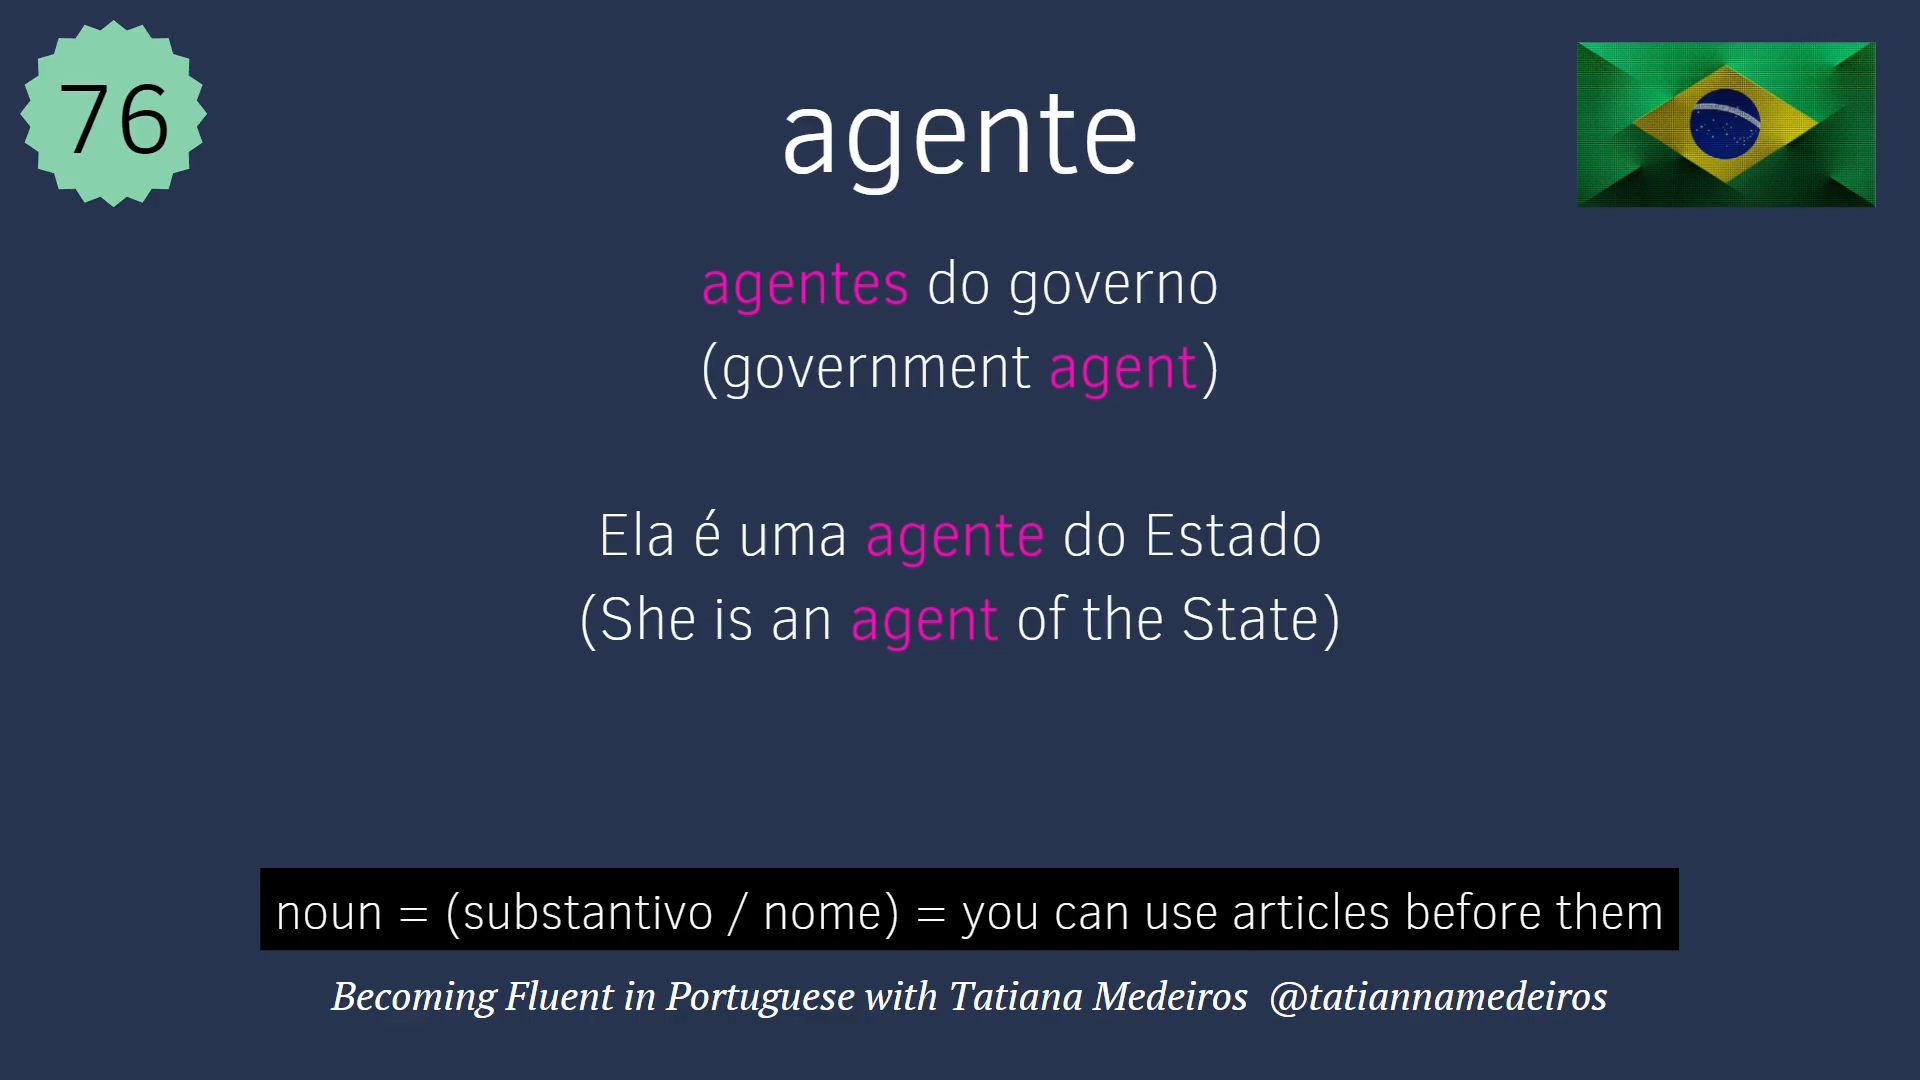 76
agente
agentes do governo
(government agent)
Ela é uma agente do Estado
(She is an agent of the State)
noun = (substantivo / nome) = you can use articles before them
Becoming Fluent in Portuguese with Tatiana Medeiros @tatiannamedeiros